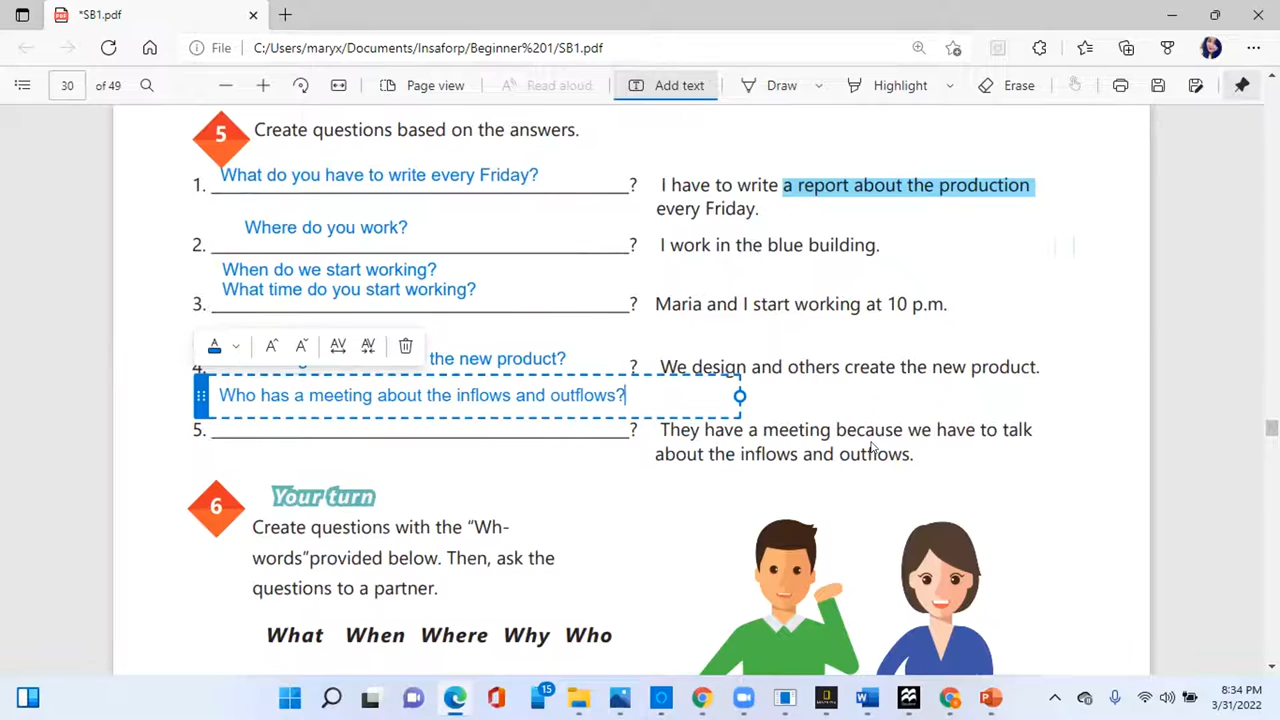 *SB1.pdf
File C:/Users/maryx/Documents/Insaforp/Beginner%201/SB1.pdf
30 of 49 Page view Read aloud Add text Draw Highlight Erase
5 Create questions based on the answers.
What do you have to write every Friday?
1. ? I have to write a report about the production
every Friday.
Where do you work?
2. ? I work in the blue building.
When do we start working?
What time do you start working?
3. ? Maria and I start working at 10 p.m.
the new product?
4. ? We design and others create the new product.
Who has a meeting about the inflows and outflows?
5. ? They have a meeting because we have to talk
about the inflows and outflows.
6 Your turn
Create questions with the “Wh-
words”provided below. Then, ask the
questions to a partner.
What When Where Why Who
15
8:34 PM
3/31/2022